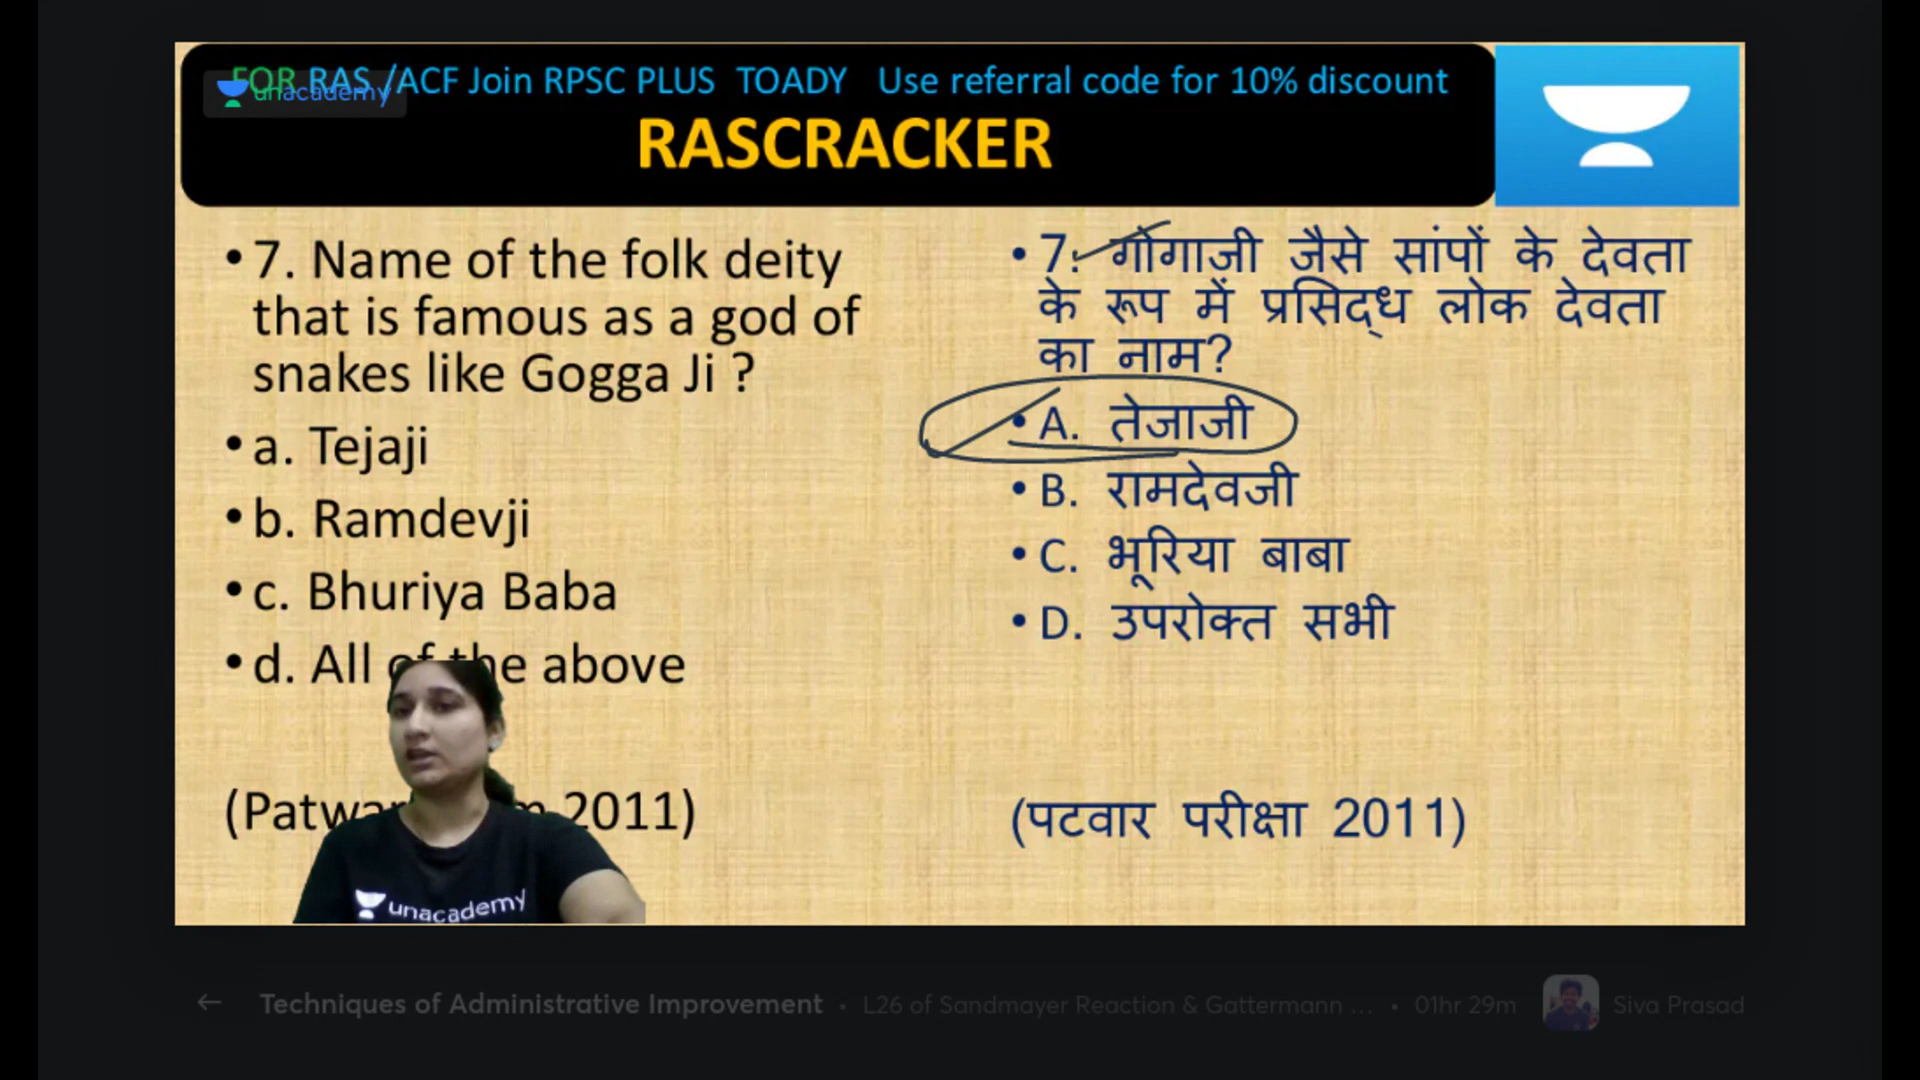 FOR RAS /ACF Join RPSC PLUS TOADY Use referral code for 10% discount
unacademy
RASCRACKER
• 7. Name of the folk deity
that is famous as a god of
snakes like Gogga Ji ?
• a. Tejaji
• b. Ramdevji
• c. Bhuriya Baba
• d. All of the above
(Patwar 2011)
• 7. गोगाजी जैसे सांपों के देवता
के रूप में प्रसिद्ध लोक देवता
का नाम?
• A. तेजाजी
• B. रामदेवजी
• C. भूरिया बाबा
• D. उपरोक्त सभी
(पटवार परीक्षा 2011)
unacademy
← Techniques of Administrative Improvement • L26 of Sandmayer Reaction & Gattermann ... • 01hr 29m Siva Prasad